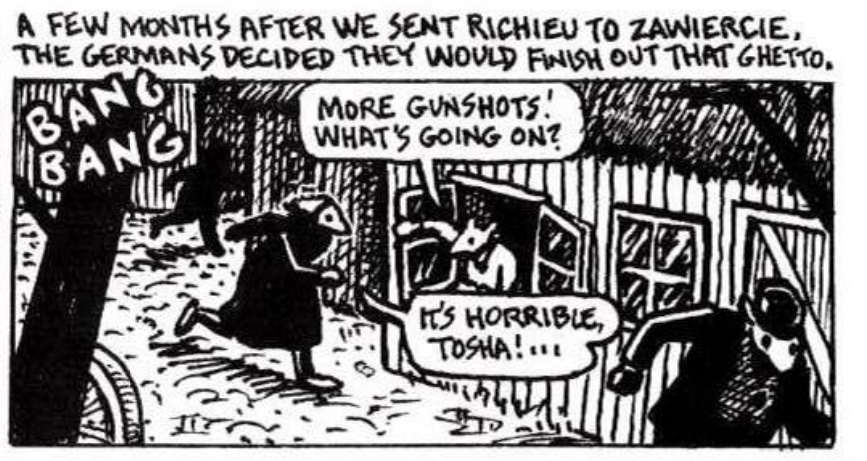 A FEW MONTHS AFTER WE SENT RICHIEU TO ZAWIERCIE,
THE GERMANS DECIDED THEY WOULD FINISH OUT THAT GHETTO.
BANG
BANG
MORE GUNSHOTS!
WHAT'S GOING ON?
IT'S HORRIBLE,
TOSHA!...